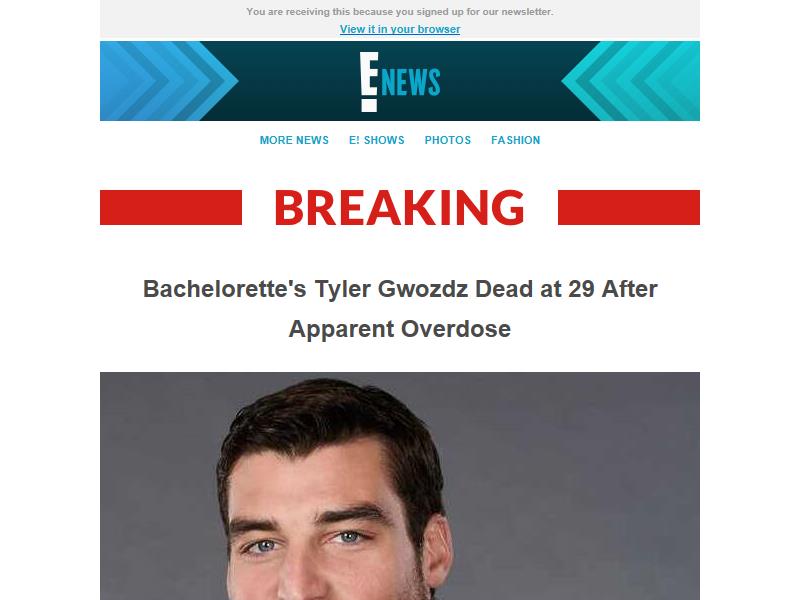 You are receiving this because you signed up for our newsletter.
View it in your browser
E! NEWS
MORE NEWS E! SHOWS PHOTOS FASHION
BREAKING
Bachelorette's Tyler Gwozdz Dead at 29 After
Apparent Overdose